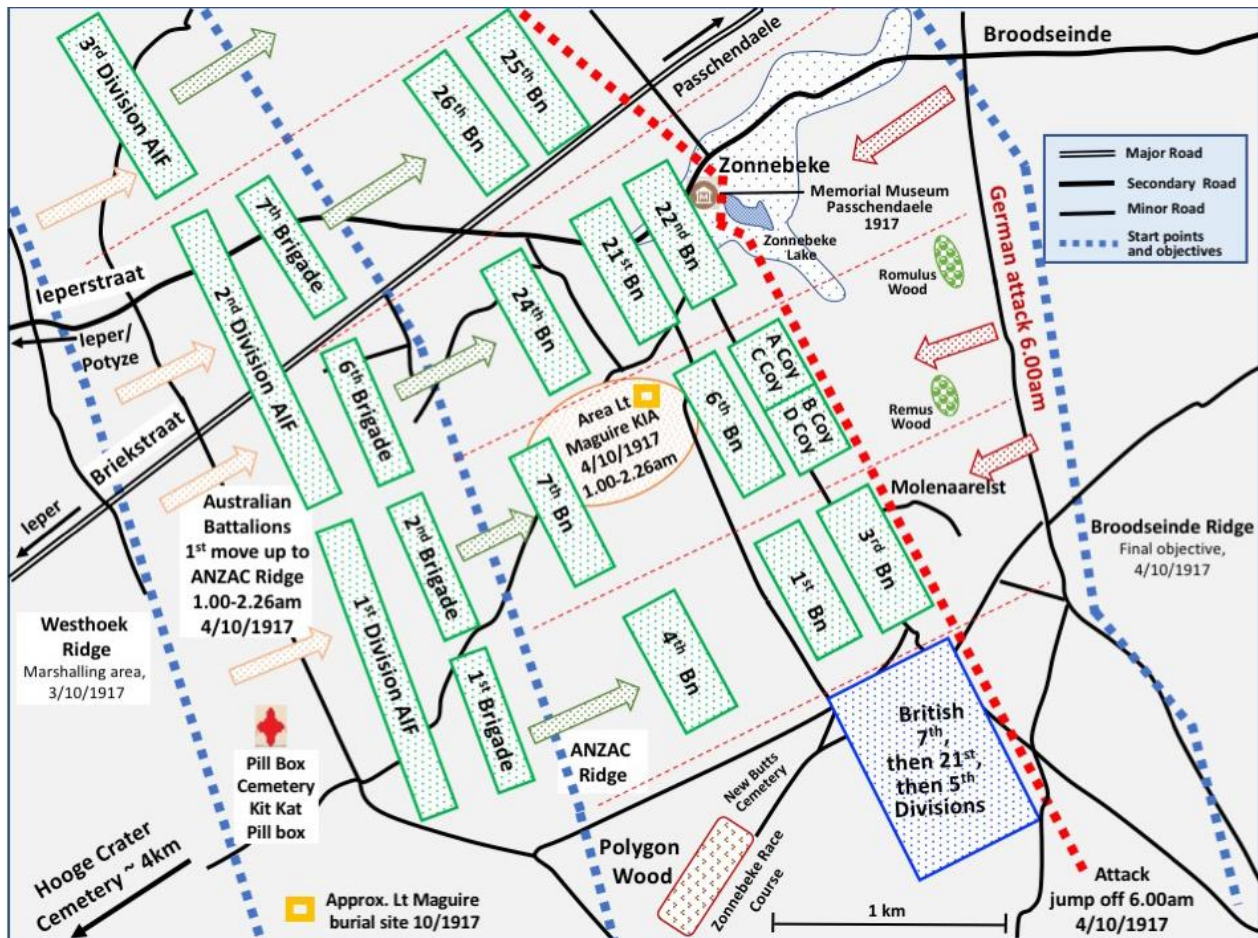 3rd Division AIF
25th Bn
26th Bn
Passchendaele
Broodseinde
Major Road
Secondary Road
Minor Road
Start points
and objectives
Zonnebeke
Memorial Museum
Passchendaele
1917
Zonnebeke
Lake
7th Brigade
22nd Bn
21st Bn
German attack 6.00am
Romulus
Wood
Ieperstraat
2nd Division AIF
24th Bn
Ieper/
Potyze
6th Brigade
A Coy
C Coy
B Coy
D Coy
Remus
Wood
Area Lt
Maguire KIA
4/10/1917
1.00-2.26am
6th Bn
Briekstraat
7th Bn
Molenaarelst
Ieper
Australian
Battalions
1st move up to
ANZAC Ridge
1.00-2.26am
4/10/1917
2nd Brigade
3rd Bn
1st Bn
Broodseinde Ridge
Final objective,
4/10/1917
Westhoek
Ridge
Marshalling area,
3/10/1917
1st Division AIF
4th Bn
1st Brigade
British
7th,
then 21st,
then 5th
Divisions
ANZAC
Ridge
Pill Box
Cemetery
Kit Kat
Pill box
New Butts
Cemetery
Polygon
Wood
Zonnebeke Race
Course
Hooge Crater
Cemetery ~ 4km
Approx. Lt Maguire
burial site 10/1917
1 km
Attack
jump off 6.00am
4/10/1917